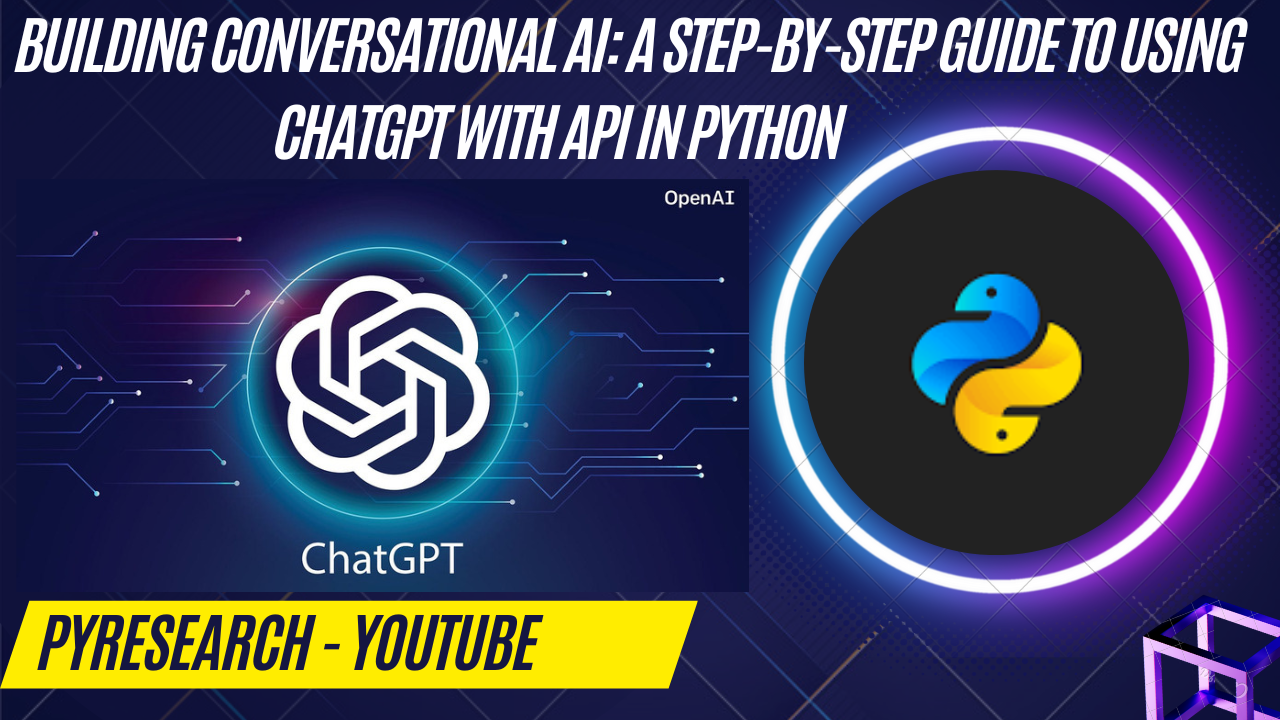 BUILDING CONVERSATIONAL AI: A STEP-BY-STEP GUIDE TO USING
CHATGPT WITH API IN PYTHON
OpenAI
ChatGPT
PYRESEARCH - YOUTUBE